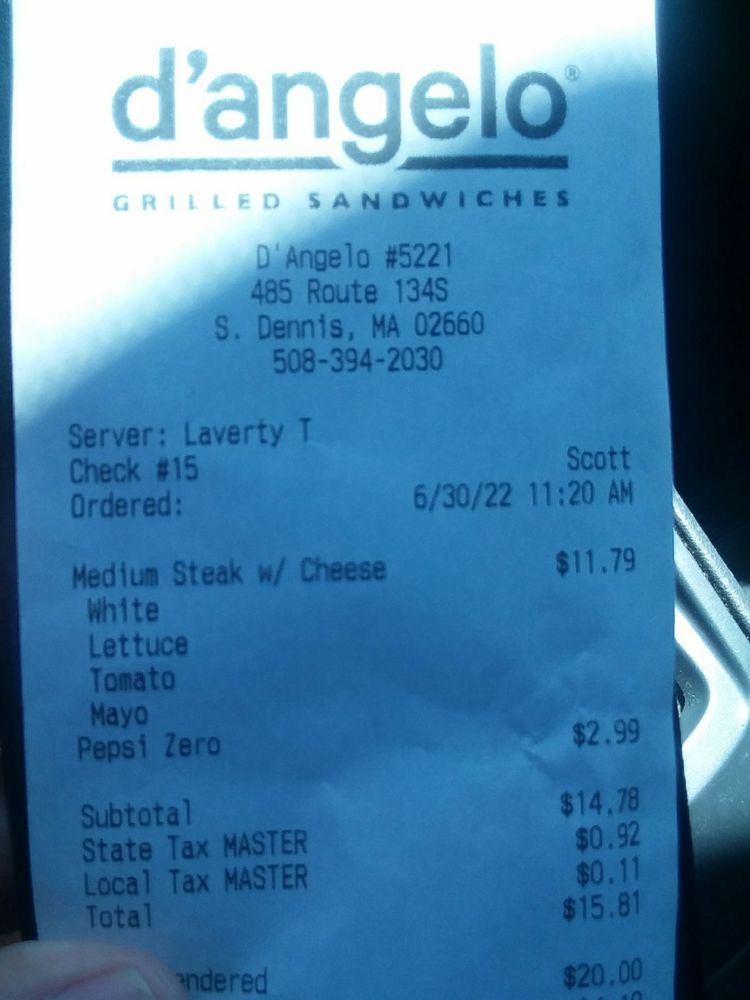 d'angelo®
GRILLED SANDWICHES
D'Angelo #5221
485 Route 134S
S. Dennis, MA 02660
508-394-2030
Server: Laverty T
Check #15 Scott
Ordered: 6/30/22 11:20 AM
Medium Steak w/ Cheese $11.79
White
Lettuce
Tomato
Mayo
Pepsi Zero $2.99
Subtotal $14.78
State Tax MASTER $0.92
Local Tax MASTER $0.11
Total $15.81
endered $20.00